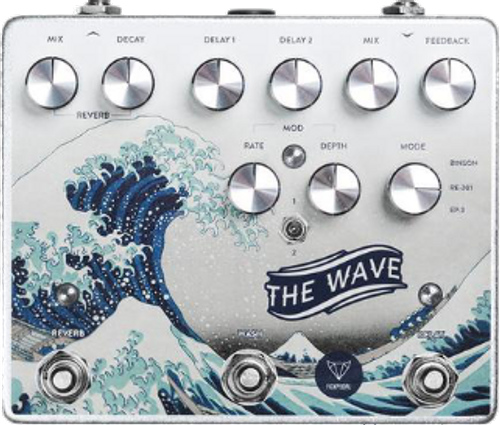 MIX DECAY DELAY 1 DELAY 2 MIX FEEDBACK
REVERB
MOD
RATE DEPTH MODE
BINSON
RE-201
EP-3
1
2
THE WAVE
REVERB WASH DELAY
FOXPEDAL